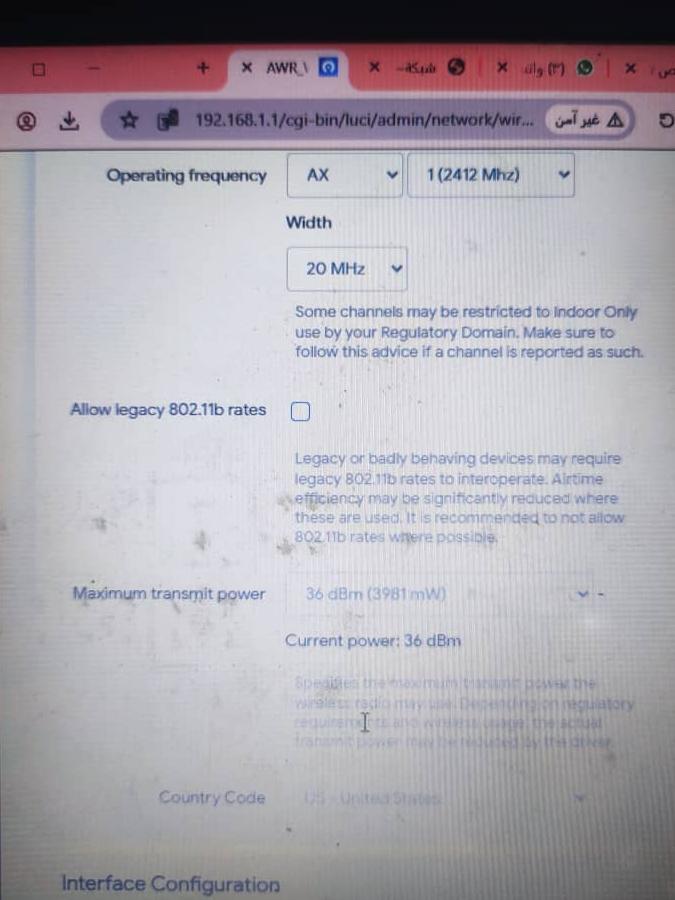 AWR_\
شبكة-
(٣) واتـ
192.168.1.1/cgi-bin/luci/admin/network/wir...
غير آمن
Operating frequency
AX
1 (2412 Mhz)
Width
20 MHz
Some channels may be restricted to Indoor Only
use by your Regulatory Domain. Make sure to
follow this advice if a channel is reported as such.
Allow legacy 802.11b rates
Legacy or badly behaving devices may require
legacy 802.11b rates to interoperate. Airtime
efficiency may be significantly reduced where
these are used. It is recommended to not allow
802.11b rates where possible.
Maximum transmit power
36 dBm (3981 mW)
-
Current power: 36 dBm
Specifies the maximum transmit power the
wireless radio may use. Depending on regulatory
requirements and wireless usage, the actual
transmit power may be reduced by the driver.
Country Code
US - United States
Interface Configuration